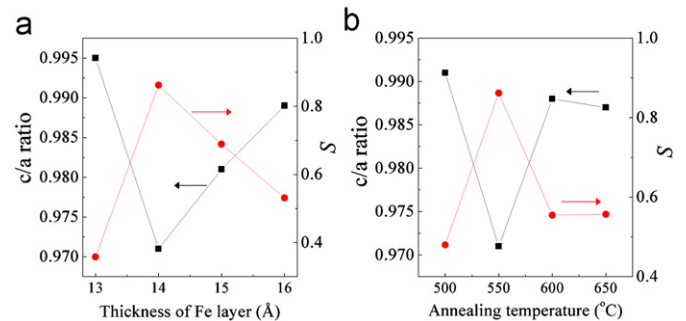 a
c/a ratio
0.995
0.990
0.985
0.980
0.975
0.970
1.0
0.8
0.6
0.4
S
13 14 15 16
Thickness of Fe layer (Å)
b
c/a ratio
0.995
0.990
0.985
0.980
0.975
0.970
1.0
0.8
0.6
0.4
S
500 550 600 650
Annealing temperature (°C)